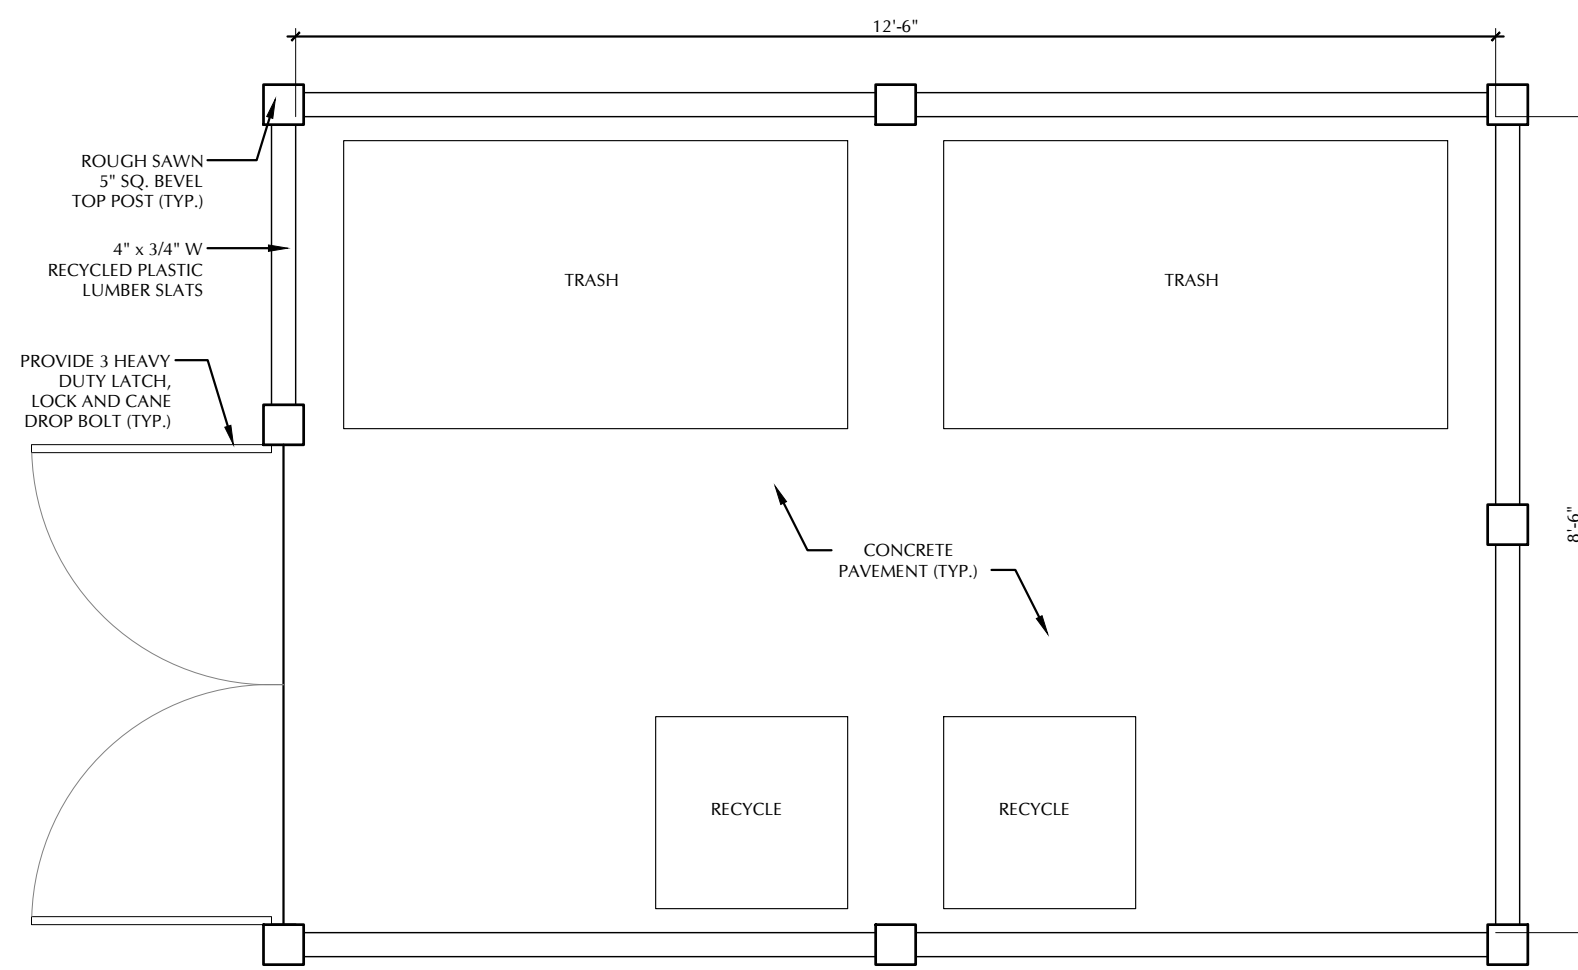 12'-6"
ROUGH SAWN
5" SQ. BEVEL
TOP POST (TYP.)
4" x 3/4" W
RECYCLED PLASTIC
LUMBER SLATS
TRASH
TRASH
PROVIDE 3 HEAVY
DUTY LATCH,
LOCK AND CANE
DROP BOLT (TYP.)
8'-6"
CONCRETE
PAVEMENT (TYP.)
RECYCLE
RECYCLE